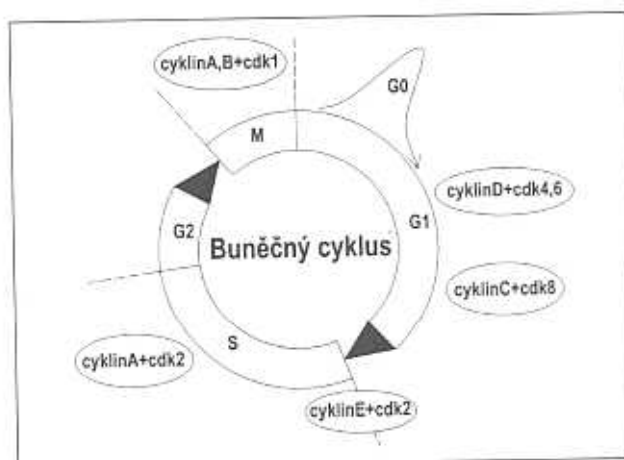 cyklinA,B+cdk1
G0
M
cyklinD+cdk4,6
G1
G2
Buněčný cyklus
cyklinC+cdk8
S
cyklinA+cdk2
cyklinE+cdk2